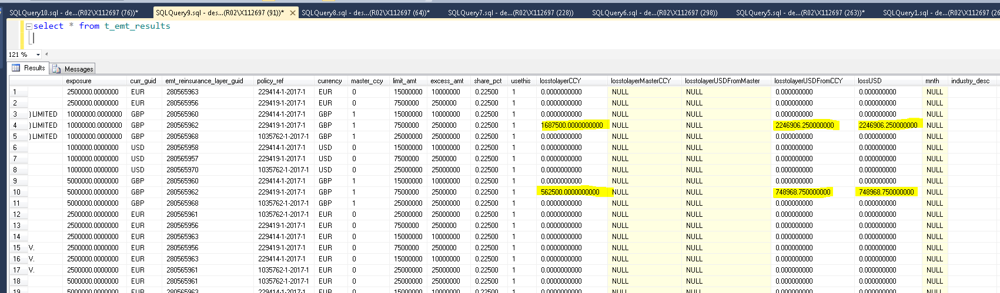 SQLQuery10.sql - de...(R02\X112697 (76))* SQLQuery9.sql - des...(R02\X112697 (91))* × SQLQuery8.sql - de...(R02\X112697 (64))* SQLQuery7.sql - de...(R02\X112697 (228)) SQLQuery6.sql - de...(R02\X112697 (298)) SQLQuery5.sql - de...(R02\X112697 (263))* SQLQuery1.sql - de...(R02\X112697 (26
select * from t_emt_results
121 %
Results Messages
exposure curr_guid emt_reinsurance_layer_guid policy_ref currency master_ccy limit_amt excess_amt share_pct usethis losstolayerCCY losstolayerMasterCCY losstolayerUSDFromMaster losstolayerUSDFromCCY lossUSD mnth industry_desc
1 2500000.0000000 EUR 280565963 229414-1-2017-1 EUR 0 15000000 10000000 0.22500 1 0.0000000000 NULL NULL 0.000000000 0.000000000 NULL
2 2500000.0000000 EUR 280565956 229419-1-2017-1 EUR 0 7500000 2500000 0.22500 1 0.0000000000 NULL NULL 0.000000000 0.000000000 NULL
3 ) LIMITED 10000000.0000000 GBP 280565960 229414-1-2017-1 GBP 1 15000000 10000000 0.22500 1 0.0000000000 NULL NULL 0.000000000 0.000000000 NULL
4 ) LIMITED 10000000.0000000 GBP 280565962 229419-1-2017-1 GBP 1 7500000 2500000 0.22500 1 1687500.0000000000 NULL NULL 2246906.250000000 2246906.250000000 NULL
5 ) LIMITED 10000000.0000000 GBP 280565968 1035762-1-2017-1 GBP 1 25000000 25000000 0.22500 1 0.0000000000 NULL NULL 0.000000000 0.000000000 NULL
6 1000000.0000000 USD 280565958 229414-1-2017-1 USD 0 15000000 10000000 0.22500 1 0.0000000000 NULL NULL 0.000000000 0.000000000 NULL
7 1000000.0000000 USD 280565957 229419-1-2017-1 USD 0 7500000 2500000 0.22500 1 0.0000000000 NULL NULL 0.000000000 0.000000000 NULL
8 1000000.0000000 USD 280565970 1035762-1-2017-1 USD 0 25000000 25000000 0.22500 1 0.0000000000 NULL NULL 0.000000000 0.000000000 NULL
9 5000000.0000000 GBP 280565960 229414-1-2017-1 GBP 1 15000000 10000000 0.22500 1 0.0000000000 NULL NULL 0.000000000 0.000000000 NULL
10 5000000.0000000 GBP 280565962 229419-1-2017-1 GBP 1 7500000 2500000 0.22500 1 562500.0000000000 NULL NULL 748968.750000000 748968.750000000 NULL
11 5000000.0000000 GBP 280565968 1035762-1-2017-1 GBP 1 25000000 25000000 0.22500 1 0.0000000000 NULL NULL 0.000000000 0.000000000 NULL
12 2500000.0000000 EUR 280565961 1035762-1-2017-1 EUR 0 25000000 25000000 0.22500 1 0.0000000000 NULL NULL 0.000000000 0.000000000 NULL
13 2500000.0000000 EUR 280565956 229419-1-2017-1 EUR 0 7500000 2500000 0.22500 1 0.0000000000 NULL NULL 0.000000000 0.000000000 NULL
14 2500000.0000000 EUR 280565963 229414-1-2017-1 EUR 0 15000000 10000000 0.22500 1 0.0000000000 NULL NULL 0.000000000 0.000000000 NULL
15 V. 2500000.0000000 EUR 280565956 229419-1-2017-1 EUR 0 7500000 2500000 0.22500 1 0.0000000000 NULL NULL 0.000000000 0.000000000 NULL
16 V. 2500000.0000000 EUR 280565963 229414-1-2017-1 EUR 0 15000000 10000000 0.22500 1 0.0000000000 NULL NULL 0.000000000 0.000000000 NULL
17 V. 2500000.0000000 EUR 280565961 1035762-1-2017-1 EUR 0 25000000 25000000 0.22500 1 0.0000000000 NULL NULL 0.000000000 0.000000000 NULL
18 5000000.0000000 EUR 280565961 1035762-1-2017-1 EUR 0 25000000 25000000 0.22500 1 0.0000000000 NULL NULL 0.000000000 0.000000000 NULL
19 5000000.0000000 EUR 280565963 229414-1-2017-1 EUR 0 15000000 10000000 0.22500 1 0.0000000000 NULL NULL 0.000000000 0.000000000 NULL